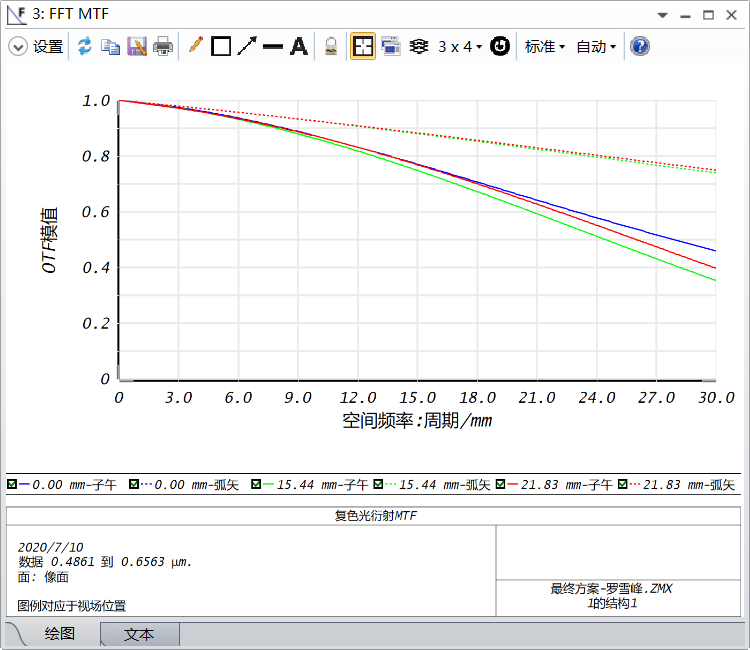 3: FFT MTF
设置 3 x 4 标准 自动
1.0
0.8
0.6
0.4
0.2
0
OTF模值
0 3.0 6.0 9.0 12.0 15.0 18.0 21.0 24.0 27.0 30.0
空间频率:周期/mm
0.00 mm-子午 0.00 mm-弧矢 15.44 mm-子午 15.44 mm-弧矢 21.83 mm-子午 21.83 mm-弧矢
复色光衍射MTF
2020/7/10
数据 0.4861 到 0.6563 μm.
面: 像面
图例对应于视场位置
最终方案-罗雪峰.ZMX
1的结构1
绘图 文本